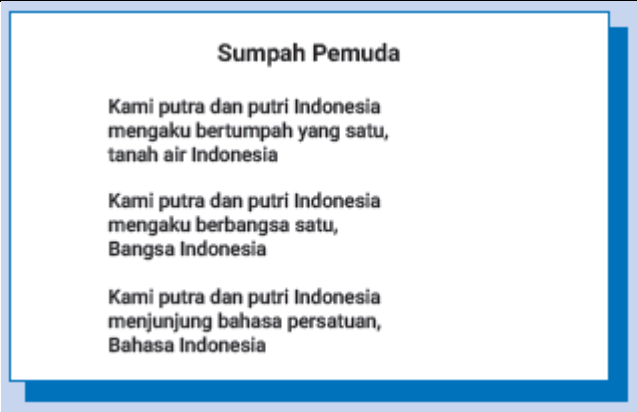 Sumpah Pemuda
Kami putra dan putri Indonesia
mengaku bertumpah yang satu,
tanah air Indonesia
Kami putra dan putri Indonesia
mengaku berbangsa satu,
Bangsa Indonesia
Kami putra dan putri Indonesia
menjunjung bahasa persatuan,
Bahasa Indonesia